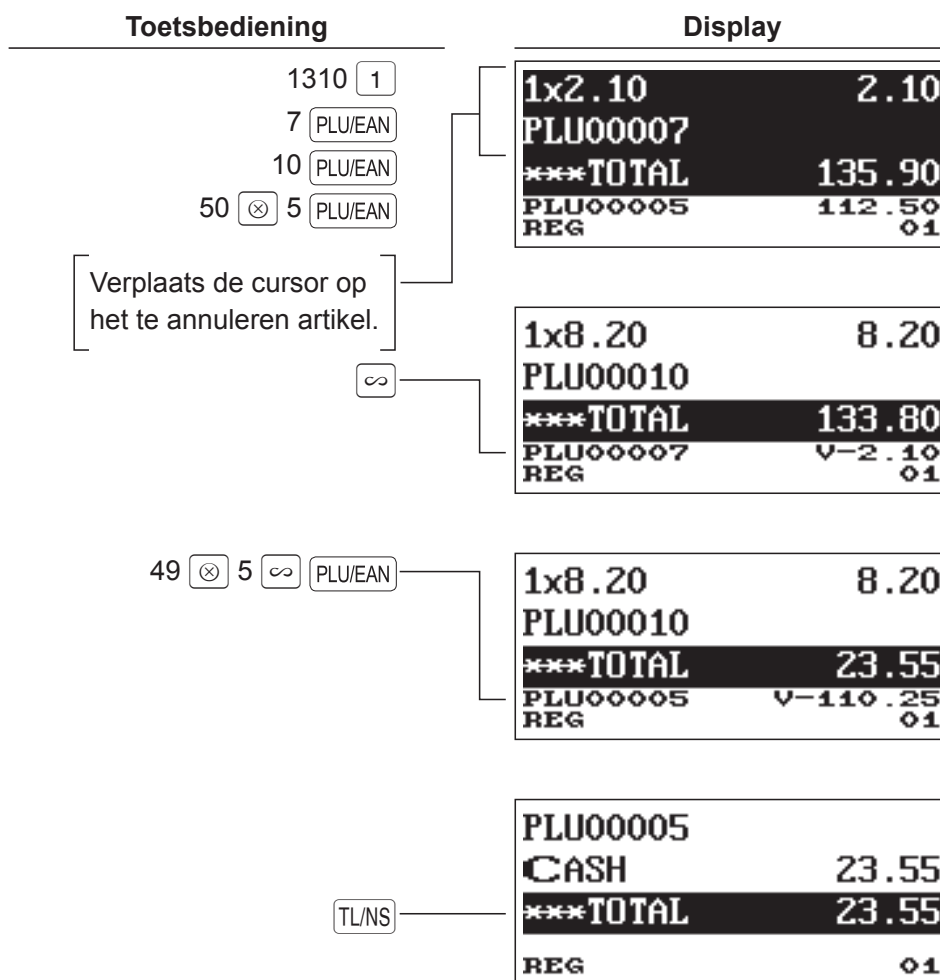 Toetsbediening
Display
1310 1
7 PLU/EAN
10 PLU/EAN
50 ⊗ 5 PLU/EAN
Verplaats de cursor op
het te annuleren artikel.
1x2.10 2.10
PLU00007
***TOTAL 135.90
PLU00005 112.50
REG 01
∽
1x8.20 8.20
PLU00010
***TOTAL 133.80
PLU00007 V-2.10
REG 01
49 ⊗ 5 ∽ PLU/EAN
1x8.20 8.20
PLU00010
***TOTAL 23.55
PLU00005 V-110.25
REG 01
TL/NS
PLU00005
CASH 23.55
***TOTAL 23.55
REG 01